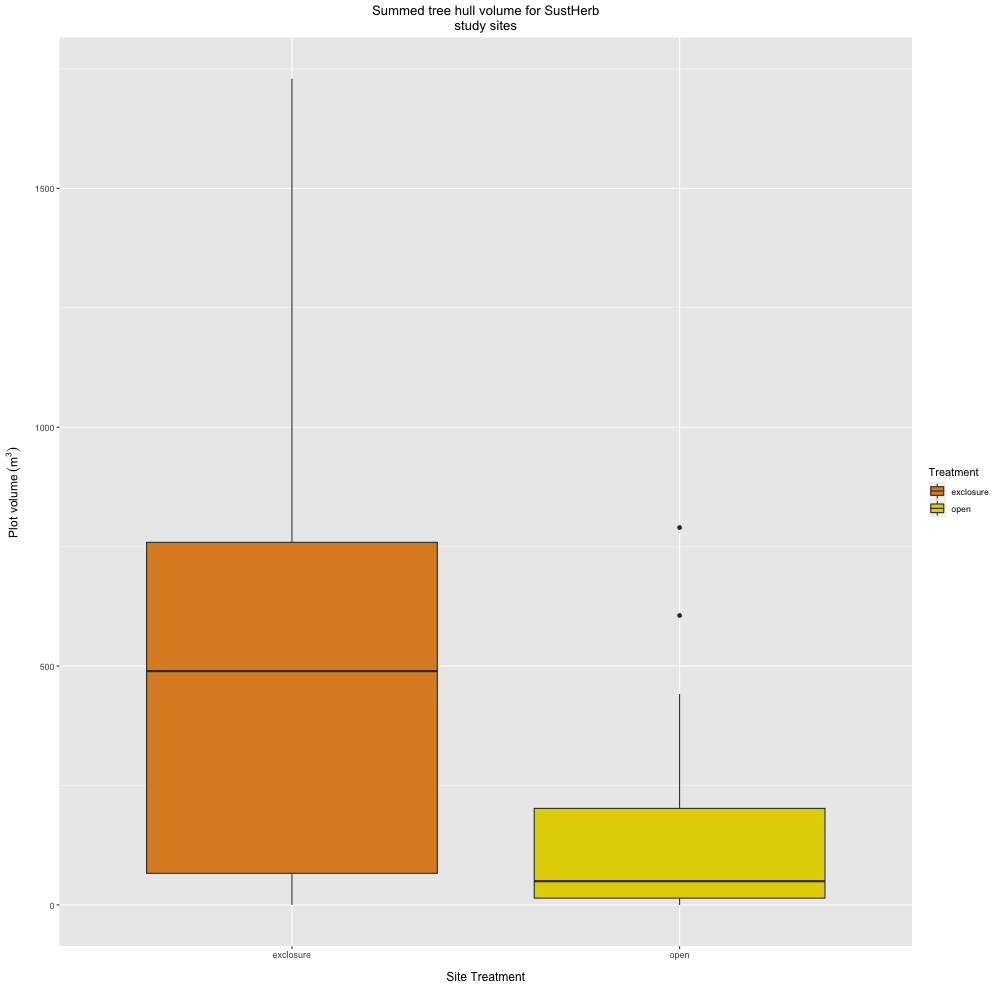 Summed tree hull volume for SustHerb
study sites
Plot volume (m³)
1500
1000
500
0
exclosure
open
Site Treatment
Treatment
exclosure
open